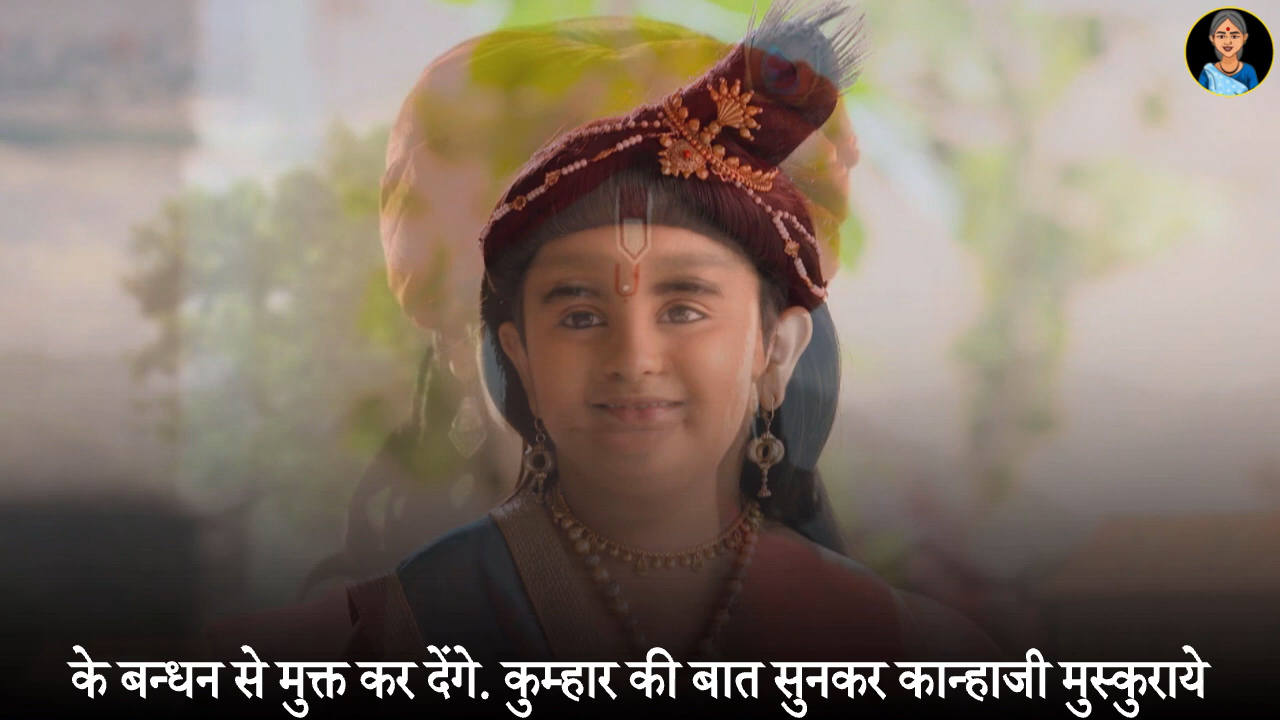 के बन्धन से मुक्त कर देंगे. कुम्हार की बात सुनकर कान्हाजी मुस्कुराये